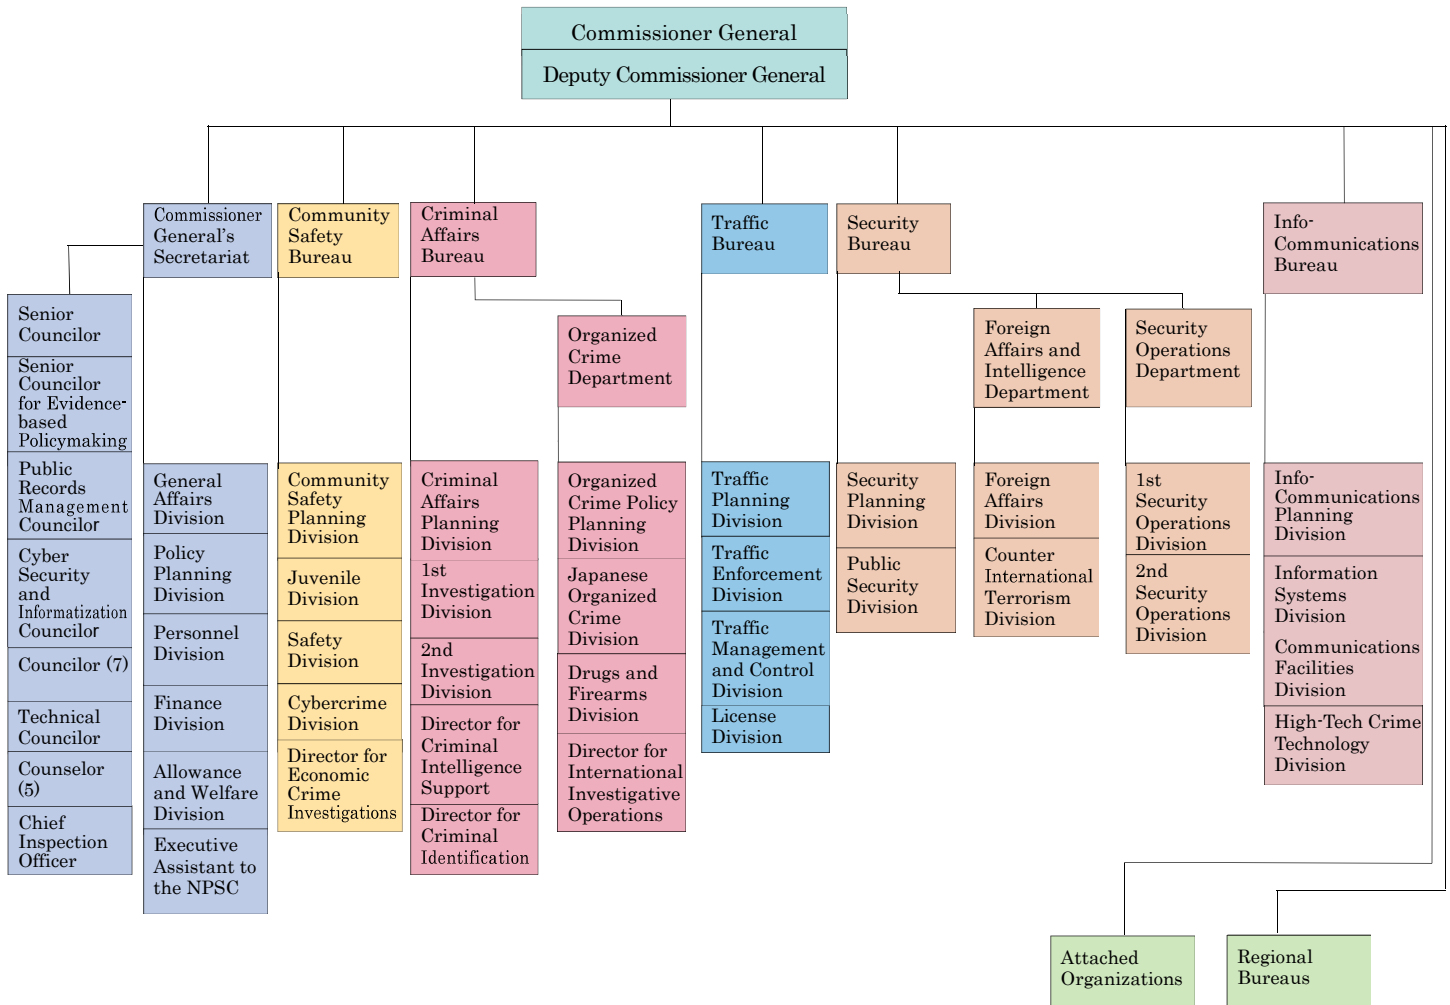 Commissioner General
Deputy Commissioner General
Commissioner
General's
Secretariat
Community
Safety
Bureau
Criminal
Affairs
Bureau
Traffic
Bureau
Security
Bureau
Info-
Communications
Bureau
Senior
Councilor
Senior
Councilor
for Evidence-
based
Policymaking
Public
Records
Management
Councilor
Cyber
Security
and
Informatization
Councilor
Councilor (7)
Technical
Councilor
Counselor
(5)
Chief
Inspection
Officer
General
Affairs
Division
Policy
Planning
Division
Personnel
Division
Finance
Division
Allowance
and Welfare
Division
Executive
Assistant to
the NPSC
Community
Safety
Planning
Division
Juvenile
Division
Safety
Division
Cybercrime
Division
Director for
Economic
Crime
Investigations
Criminal
Affairs
Planning
Division
1st
Investigation
Division
2nd
Investigation
Division
Director for
Criminal
Intelligence
Support
Director for
Criminal
Identification
Organized
Crime
Department
Organized
Crime Policy
Planning
Division
Japanese
Organized
Crime
Division
Drugs and
Firearms
Division
Director for
International
Investigative
Operations
Traffic
Planning
Division
Traffic
Enforcement
Division
Traffic
Management
and Control
Division
License
Division
Security
Planning
Division
Public
Security
Division
Foreign
Affairs and
Intelligence
Department
Foreign
Affairs
Division
Counter
International
Terrorism
Division
Security
Operations
Department
1st
Security
Operations
Division
2nd
Security
Operations
Division
Info-
Communications
Planning
Division
Information
Systems
Division
Communications
Facilities
Division
High-Tech Crime
Technology
Division
Attached
Organizations
Regional
Bureaus